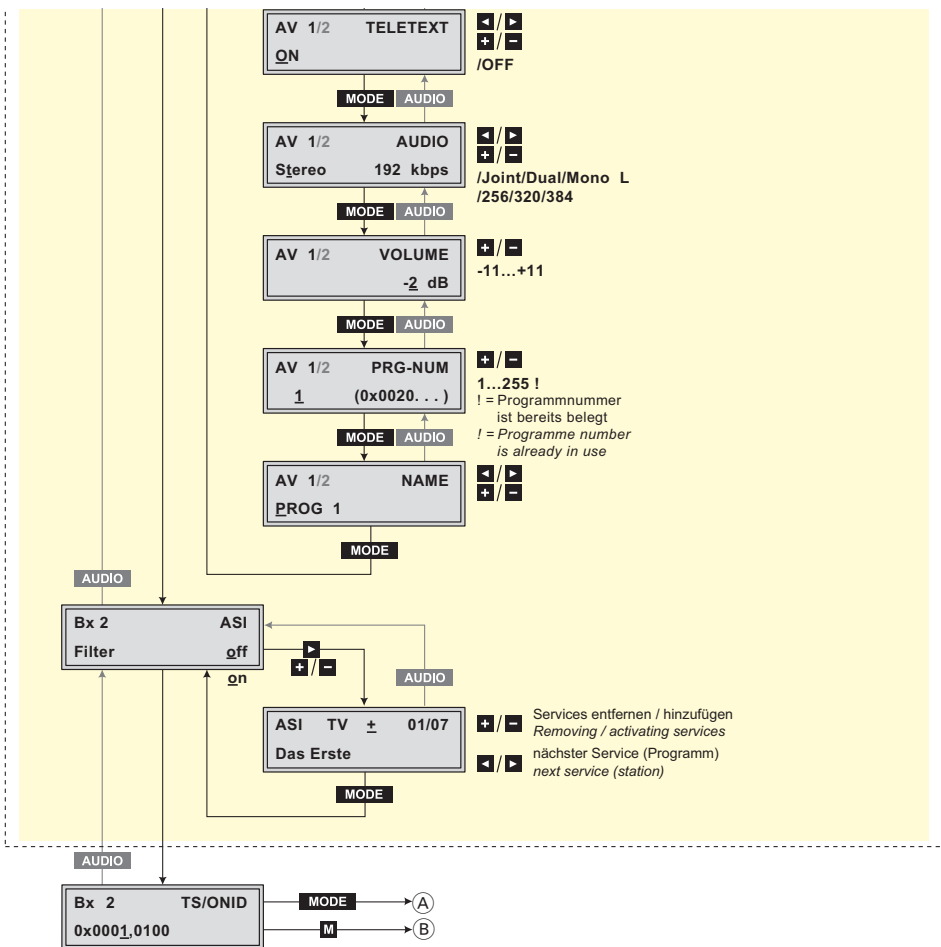 AV 1/2 TELETEXT
ON
◄ / ►
+ / −
/OFF
MODE AUDIO
AV 1/2 AUDIO
Stereo 192 kbps
◄ / ►
+ / −
/Joint/Dual/Mono L
/256/320/384
MODE AUDIO
AV 1/2 VOLUME
-2 dB
+ / −
-11...+11
MODE AUDIO
AV 1/2 PRG-NUM
1 (0x0020. . . )
+ / −
1...255 !
! = Programmnummer
ist bereits belegt
! = Programme number
is already in use
MODE AUDIO
AV 1/2 NAME
PROG 1
◄ / ►
+ / −
MODE
AUDIO
Bx 2 ASI
Filter off
on
►
+ / −
AUDIO
ASI TV ± 01/07
Das Erste
+ / − Services entfernen / hinzufügen
Removing / activating services
◄ / ► nächster Service (Programm)
next service (station)
MODE
AUDIO
Bx 2 TS/ONID
0x0001,0100
MODE A
M B